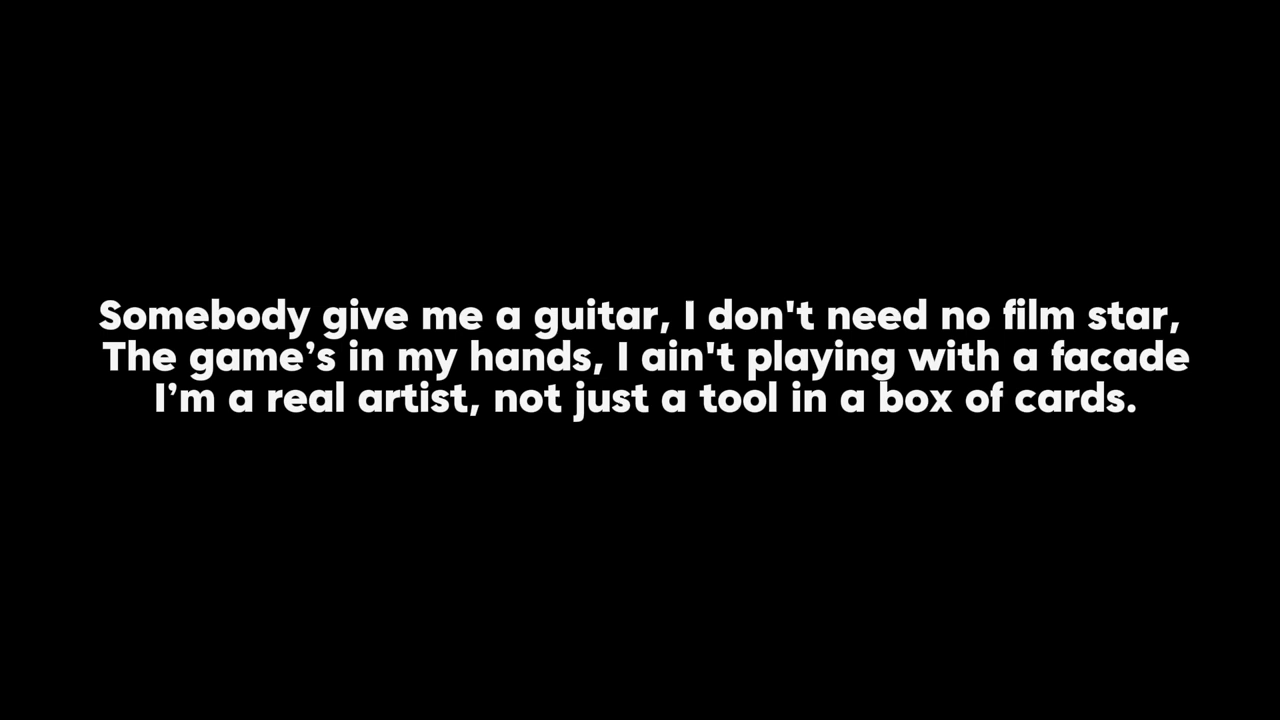 Somebody give me a guitar, I don't need no film star,
The game’s in my hands, I ain't playing with a facade
I’m a real artist, not just a tool in a box of cards.